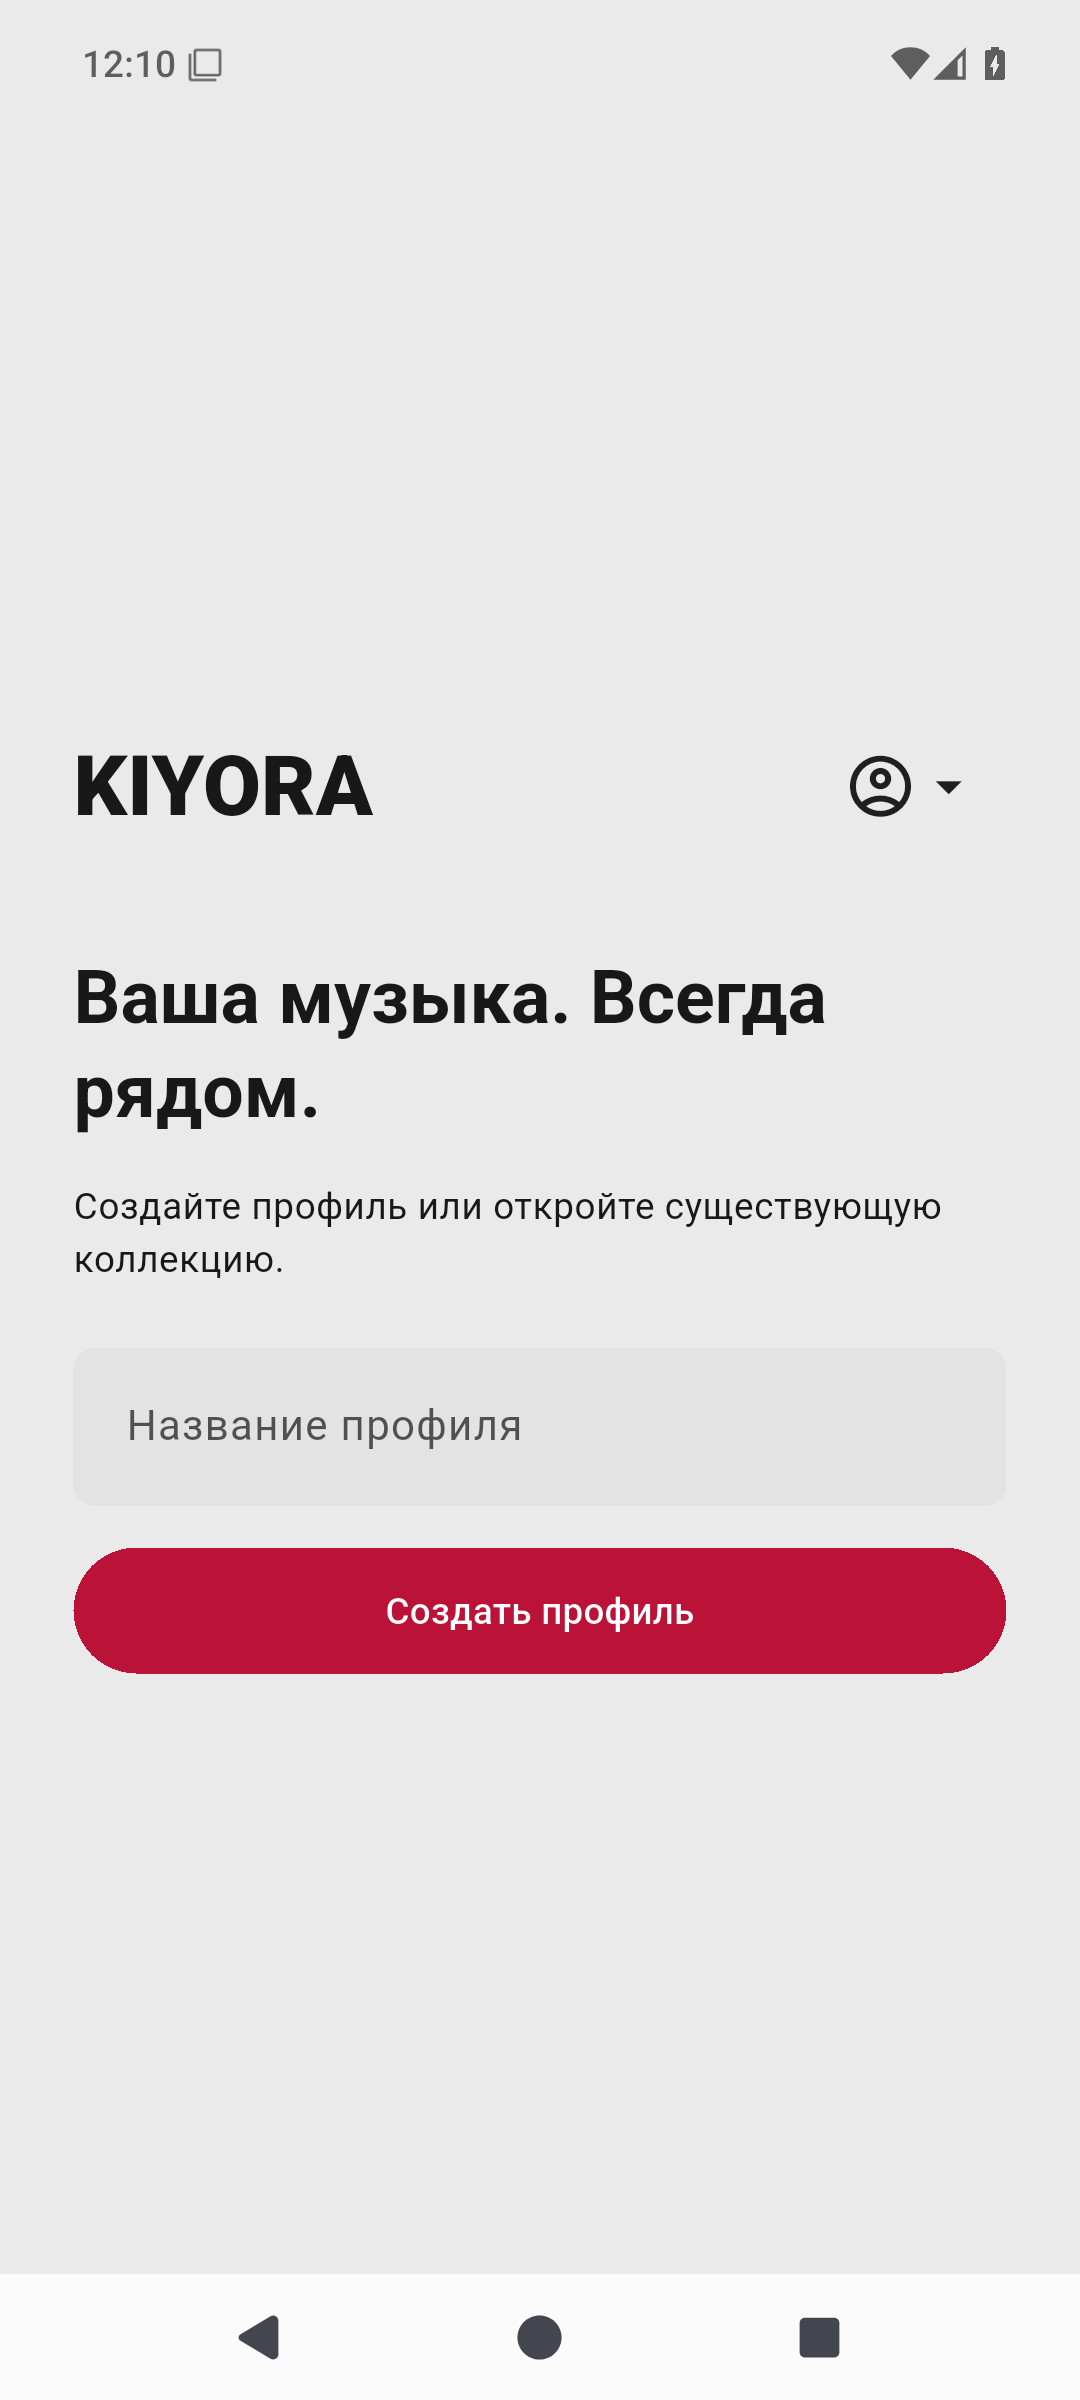 12:10
KIYORA
Ваша музыка. Всегда
рядом.
Создайте профиль или откройте существующую
коллекцию.
Название профиля
Создать профиль